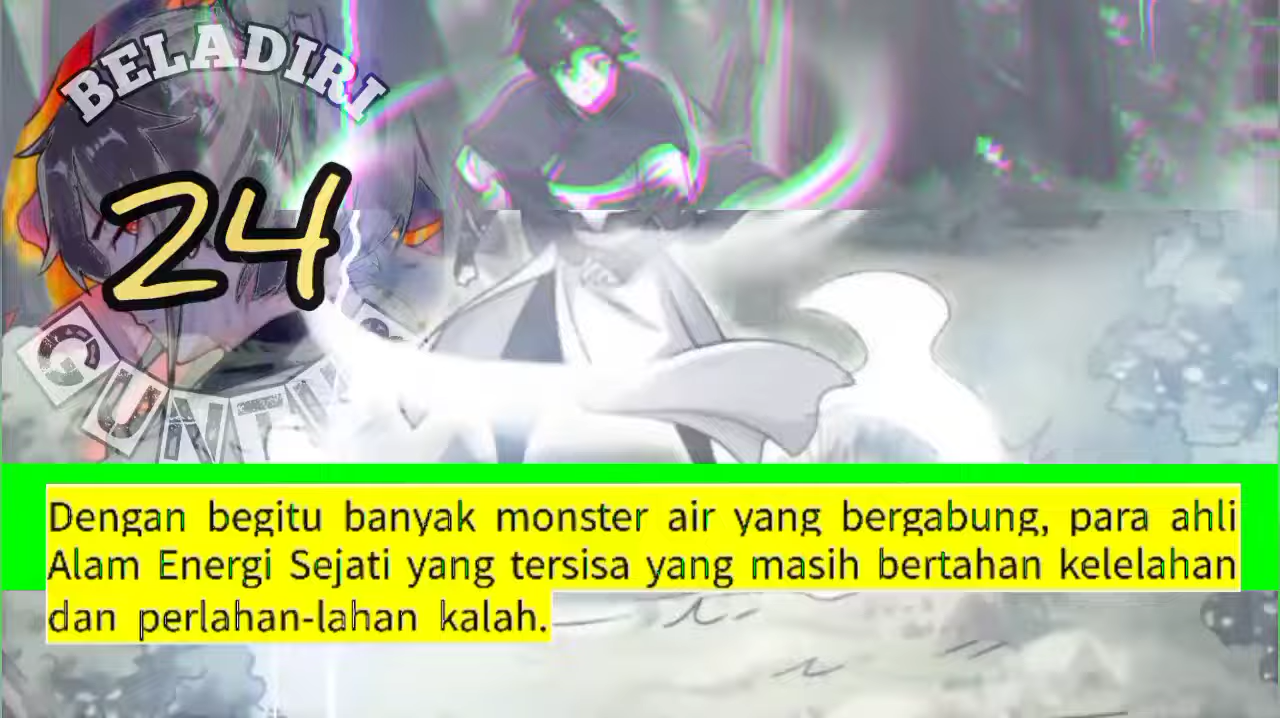 BELADIRI
24
GUNTUR
Dengan begitu banyak monster air yang bergabung, para ahli
Alam Energi Sejati yang tersisa yang masih bertahan kelelahan
dan perlahan-lahan kalah.